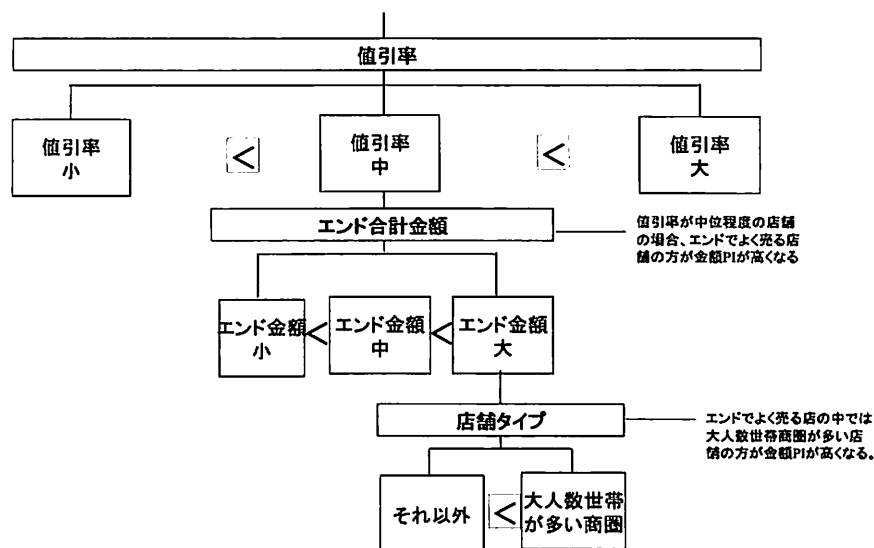 値引率
値引率
小
<
値引率
中
<
値引率
大
エンド合計金額
値引率が中位程度の店舗
の場合、エンドでよく売る店
舗の方が金額PIが高くなる
エンド金額
小
<
エンド金額
中
<
エンド金額
大
店舗タイプ
エンドでよく売る店の中では
大人数世帯商圏が多い店
舗の方が金額PIが高くなる。
それ以外
<
大人数世帯
が多い商圏